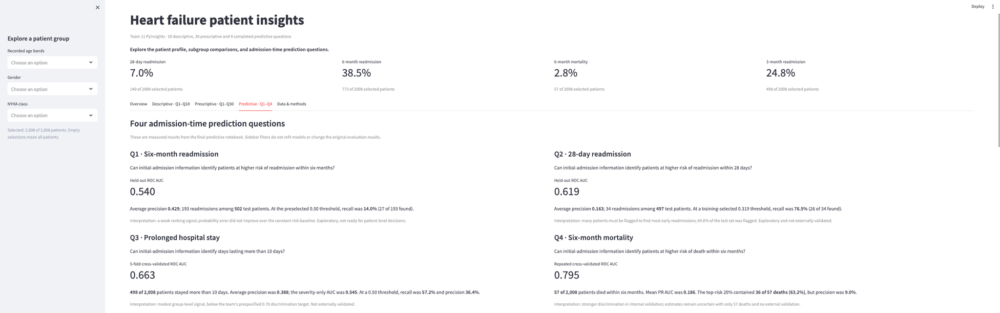 Deploy
Explore a patient group
Recorded age bands
Choose an option
Gender
Choose an option
NYHA class
Choose an option
Selected: 2,008 of 2,008 patients. Empty
selections mean all patients.
Heart failure patient insights
Team 11 PyInsights · 10 descriptive, 30 prescriptive and 4 completed predictive questions
Explore the patient profile, subgroup comparisons, and admission-time prediction questions.
28-day readmission
7.0%
140 of 2008 selected patients
6-month readmission
38.5%
773 of 2008 selected patients
6-month mortality
2.8%
57 of 2008 selected patients
3-month readmission
24.8%
498 of 2008 selected patients
Overview Descriptive · Q1–Q10 Prescriptive · Q1–Q30 Predictive · Q1–Q4 Data & methods
Four admission-time prediction questions
These are measured results from the final predictive notebook. Sidebar filters do not refit models or change the original evaluation results.
Q1 · Six-month readmission
Can initial-admission information identify patients at higher risk of readmission within six months?
Held-out ROC AUC
0.540
Average precision 0.429; 193 readmissions among 502 test patients. At the preselected 0.50 threshold, recall was 14.0% (27 of 193 found).
Interpretation: a weak ranking signal; probability error did not improve over the constant-risk baseline. Exploratory, not ready for patient-level decisions.
Q2 · 28-day readmission
Can initial-admission information identify patients at higher risk of readmission within 28 days?
Held-out ROC AUC
0.619
Average precision 0.163; 34 readmissions among 497 test patients. At a training-selected 0.319 threshold, recall was 76.5% (26 of 34 found).
Interpretation: many patients must be flagged to find most early readmissions; 64.0% of the test set was flagged. Exploratory and not externally validated.
Q3 · Prolonged hospital stay
Can initial-admission information identify stays lasting more than 10 days?
5-fold cross-validated ROC AUC
0.663
498 of 2,008 patients stayed more than 10 days. Average precision was 0.388; the severity-only AUC was 0.545. At a 0.50 threshold, recall was 57.2% and precision 36.4%.
Interpretation: modest group-level signal, below the team's prespecified 0.70 discrimination target. Not externally validated.
Q4 · Six-month mortality
Can initial-admission information identify patients at higher risk of death within six months?
Repeated cross-validated ROC AUC
0.795
57 of 2,008 patients died within six months. Mean PR AUC was 0.186. The top-risk 20% contained 36 of 57 deaths (63.2%), but precision was 9.0%.
Interpretation: stronger discrimination in internal validation; estimates remain uncertain with only 57 deaths and no external validation.